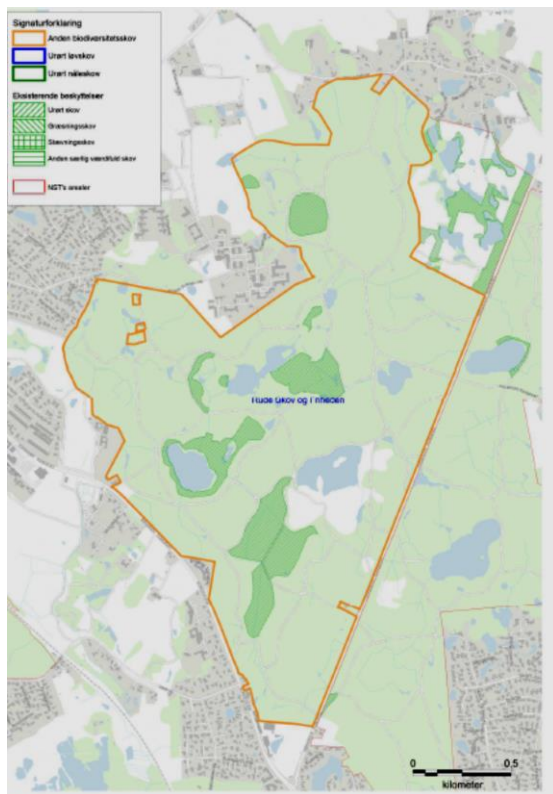 Signaturforklaring
Anden biodiversitetsskov
Urørt løvskov
Urørt nåleskov
Eksisterende beskyttelser
Urørt skov
Græsningsskov
Stævningsskov
Anden særlig værdifuld skov
NST's arealer
Rude Skov og Friheden
0 0,5
kilometer